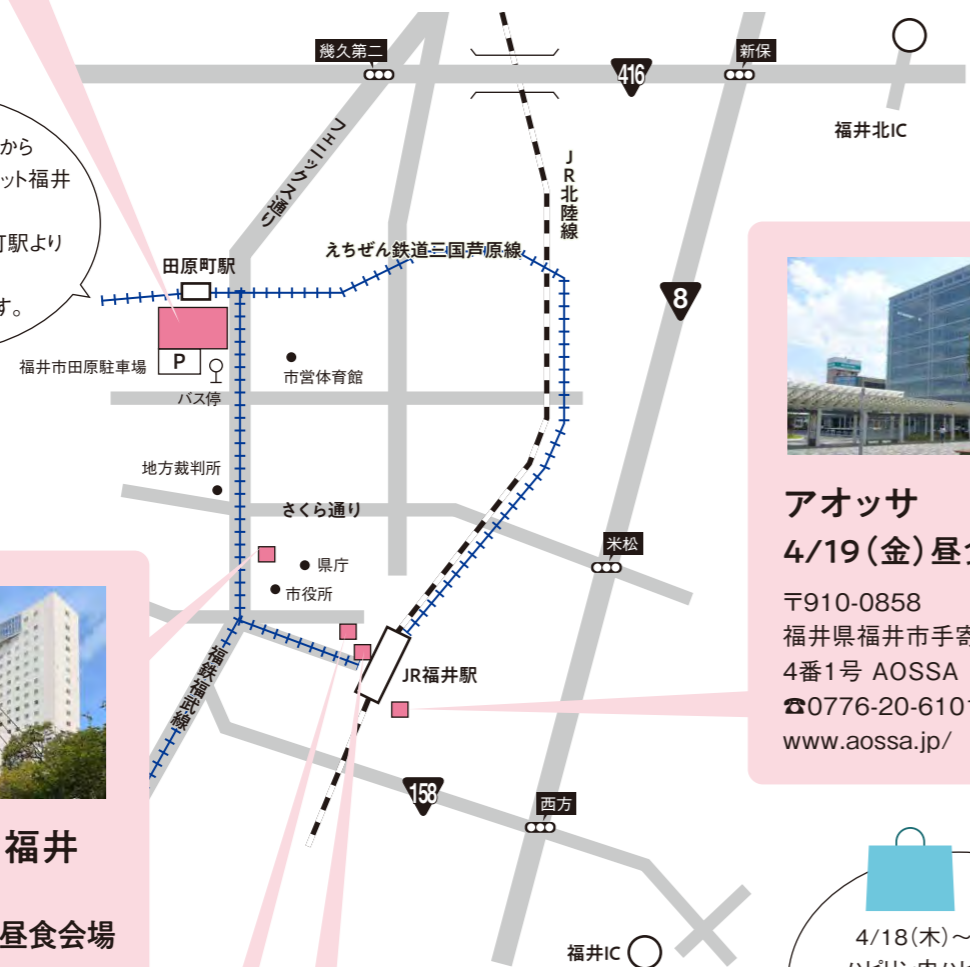 幾久第二
416
新保
福井北IC
から
ット福井
町駅より
す。
フェニックス通り
JR北陸線
えちぜん鉄道三国芦原線
田原町駅
8
P
福井市田原駐車場
バス停
市営体育館
地方裁判所
さくら通り
米松
県庁
市役所
JR福井駅
福鉄福武線
158
西方
福井IC
アオッサ
4/19(金)昼
〒910-0858
福井県福井市手寄
4番1号 AOSSA
☎0776-20-6101
www.aossa.jp/
福井
昼食会場
4/18(木)〜